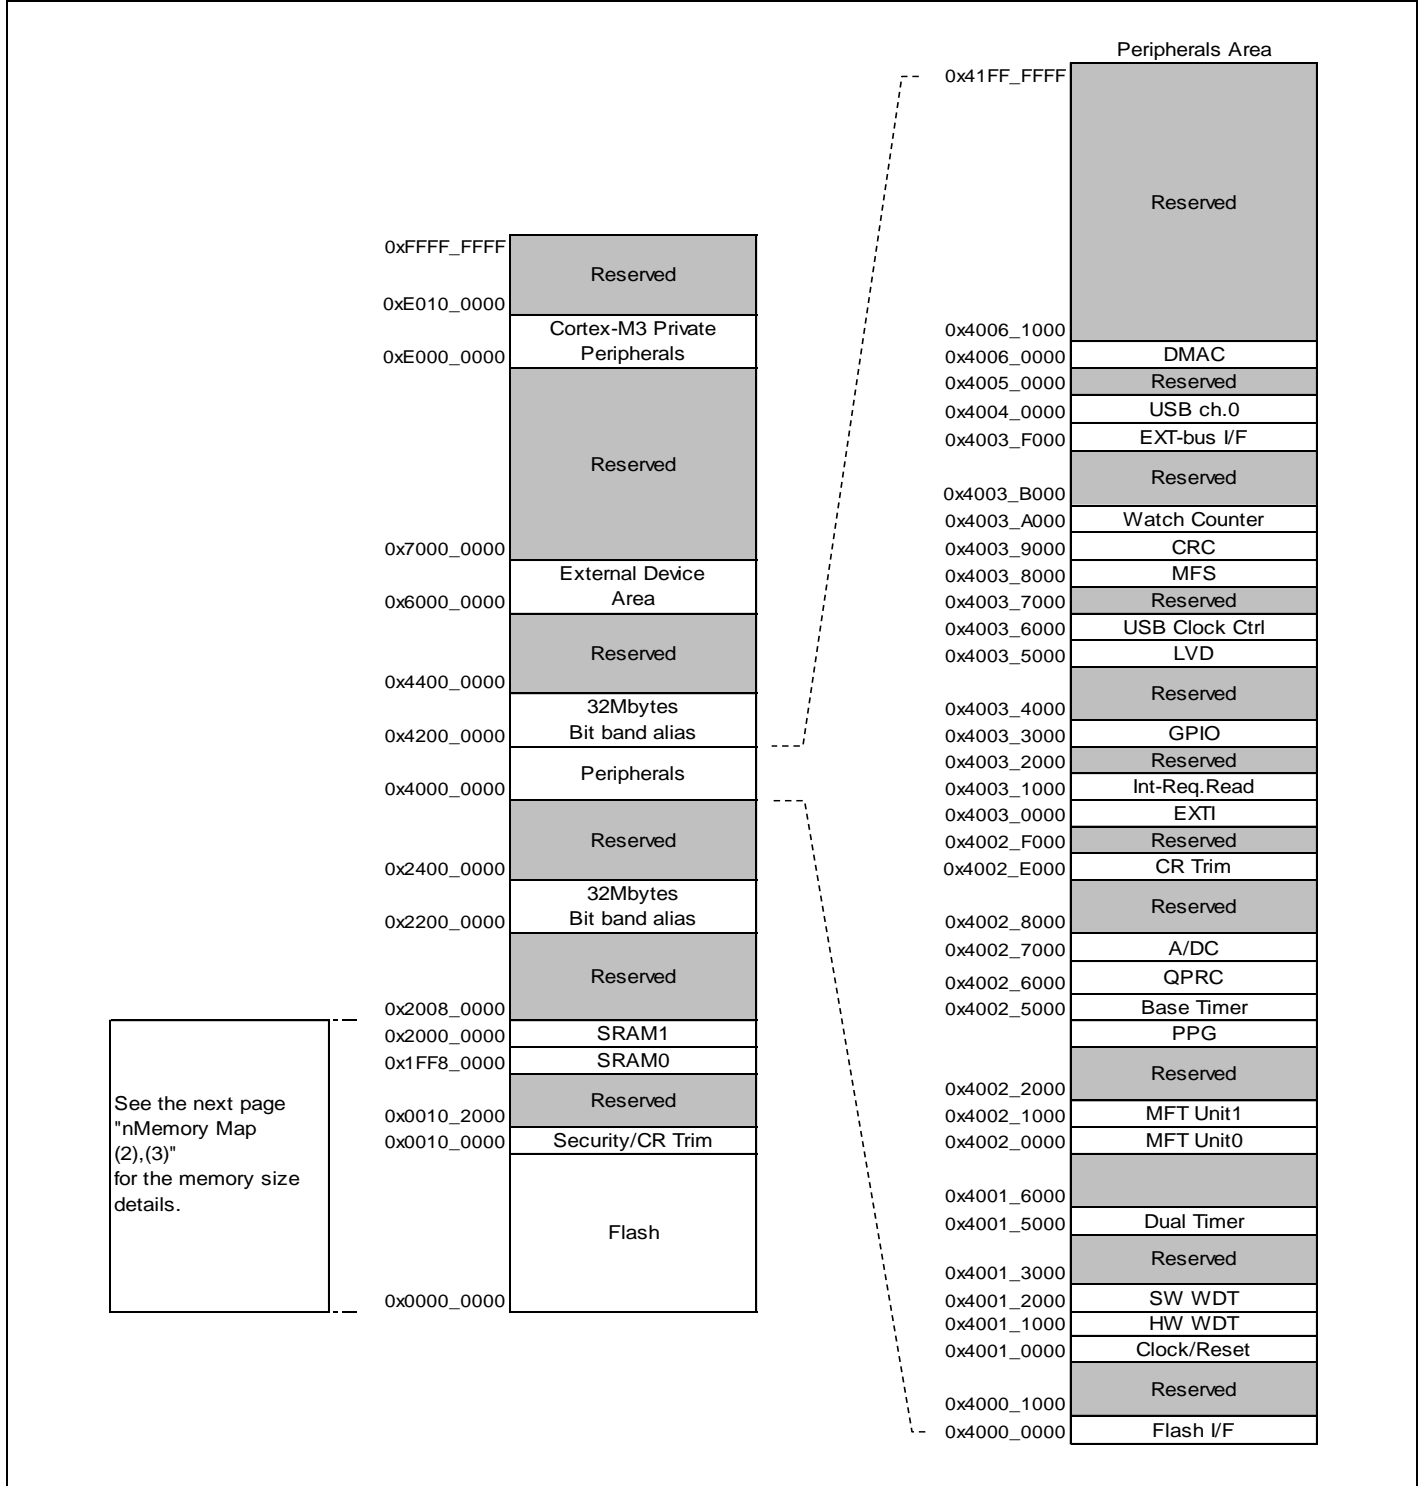 Peripherals Area
0x41FF_FFFF
Reserved
0xFFFF_FFFF
Reserved
0xE010_0000
Cortex-M3 Private
Peripherals
0xE000_0000
Reserved
0x7000_0000
External Device
Area
0x6000_0000
Reserved
0x4400_0000
32Mbytes
Bit band alias
0x4200_0000
Peripherals
0x4000_0000
Reserved
0x2400_0000
32Mbytes
Bit band alias
0x2200_0000
Reserved
0x2008_0000
0x2000_0000 SRAM1
0x1FF8_0000 SRAM0
Reserved
0x0010_2000
0x0010_0000 Security/CR Trim
Flash
0x0000_0000
See the next page
"nMemory Map
(2),(3)"
for the memory size
details.
0x4006_1000
0x4006_0000 DMAC
0x4005_0000 Reserved
0x4004_0000 USB ch.0
0x4003_F000 EXT-bus I/F
Reserved
0x4003_B000
0x4003_A000 Watch Counter
0x4003_9000 CRC
0x4003_8000 MFS
0x4003_7000 Reserved
0x4003_6000 USB Clock Ctrl
0x4003_5000 LVD
Reserved
0x4003_4000
0x4003_3000 GPIO
0x4003_2000 Reserved
0x4003_1000 Int-Req.Read
0x4003_0000 EXTI
0x4002_F000 Reserved
0x4002_E000 CR Trim
Reserved
0x4002_8000
0x4002_7000 A/DC
0x4002_6000 QPRC
0x4002_5000 Base Timer
PPG
Reserved
0x4002_2000
0x4002_1000 MFT Unit1
0x4002_0000 MFT Unit0
0x4001_6000
0x4001_5000 Dual Timer
Reserved
0x4001_3000
0x4001_2000 SW WDT
0x4001_1000 HW WDT
0x4001_0000 Clock/Reset
Reserved
0x4000_1000
0x4000_0000 Flash I/F